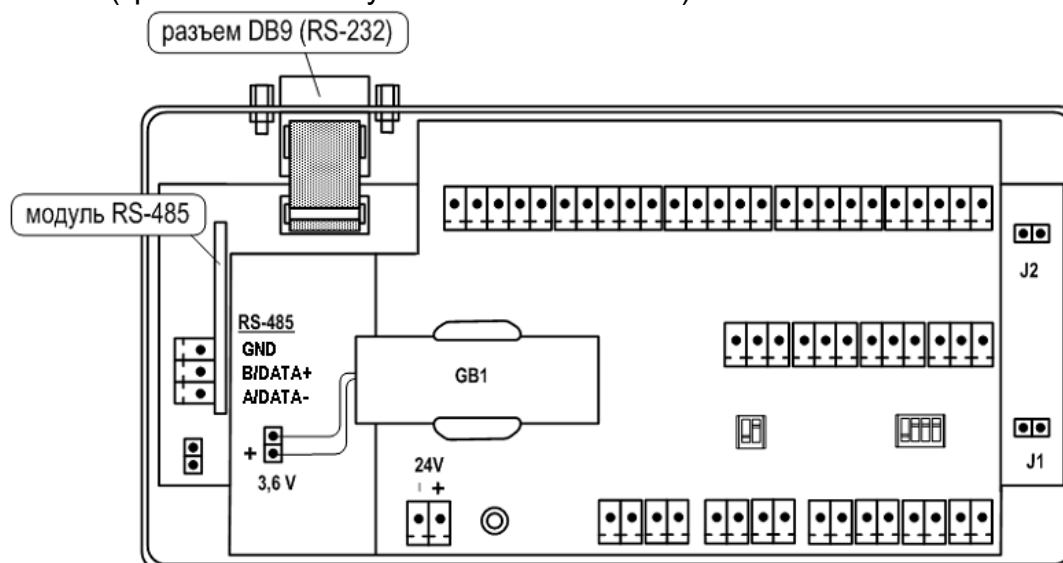 разъем DB9 (RS-232)
модуль RS-485
J2
RS-485
GND
B/DATA+
A/DATA-
GB1
+
3,6 V
24V
- +
J1